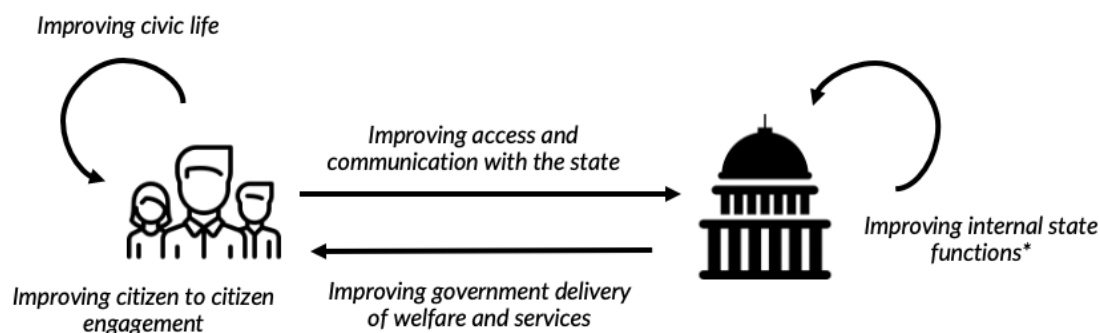 Improving civic life
Improving access and
communication with the state
Improving internal state
functions*
Improving citizen to citizen
engagement
Improving government delivery
of welfare and services